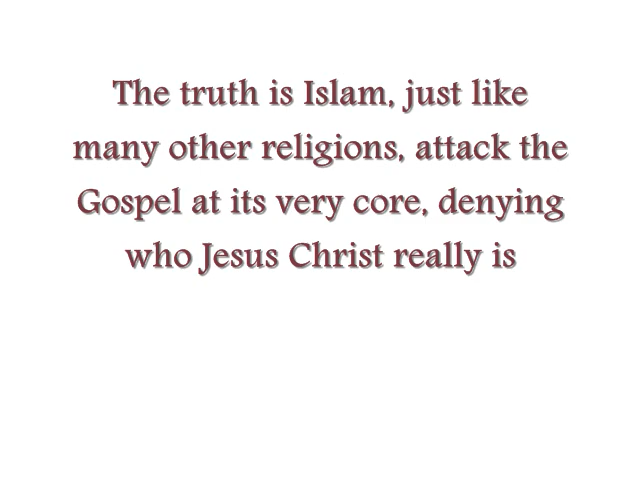 The truth is Islam, just like
many other religions, attack the
Gospel at its very core, denying
who Jesus Christ really is